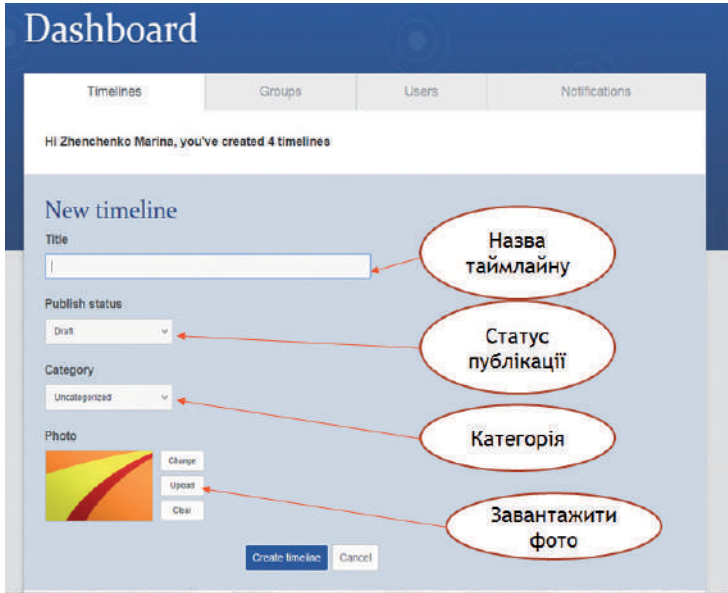 Dashboard
Timelines Groups Users Notifications
Hi Zhenchenko Marina, you've created 4 timelines
New timeline
Title
Назва
таймлайну
Publish status
Draft
Статус
публікації
Category
Uncategorized
Категорія
Photo
Change
Upload
Clear
Завантажити
фото
Create timeline Cancel